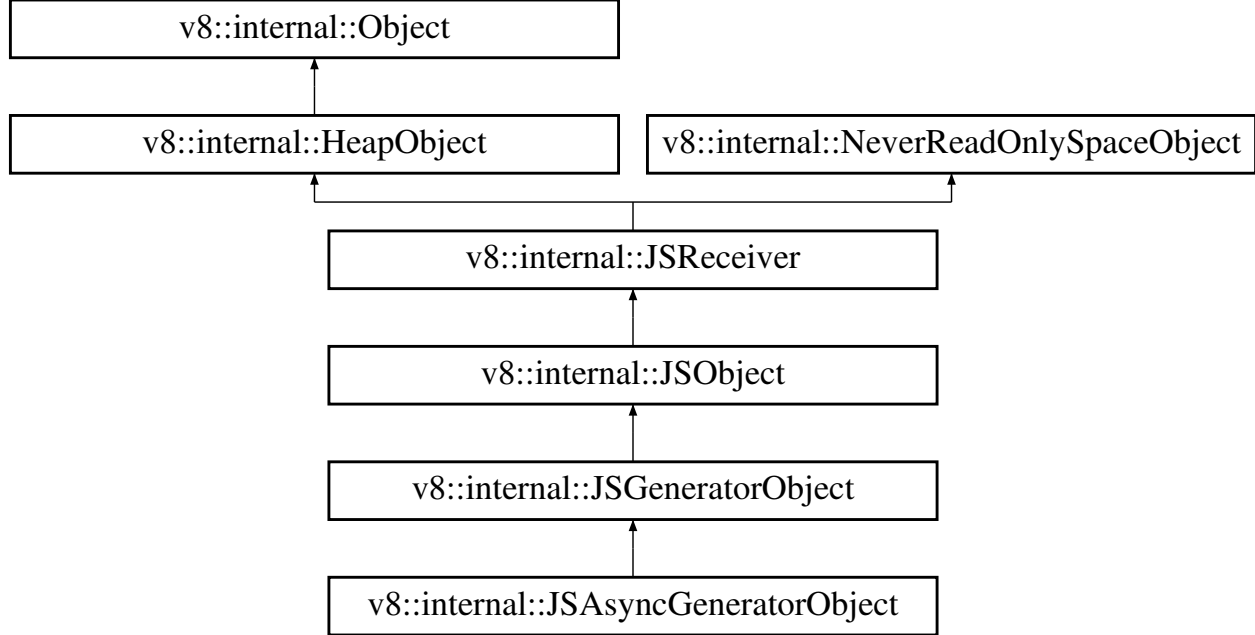 v8::internal::Object
v8::internal::HeapObject
v8::internal::NeverReadOnlySpaceObject
v8::internal::JSReceiver
v8::internal::JSObject
v8::internal::JSGeneratorObject
v8::internal::JSAsyncGeneratorObject